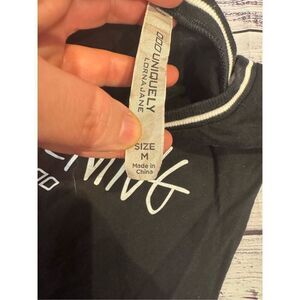 UNIQUELY
LORNA JANE
SIZE
M
Made in
China